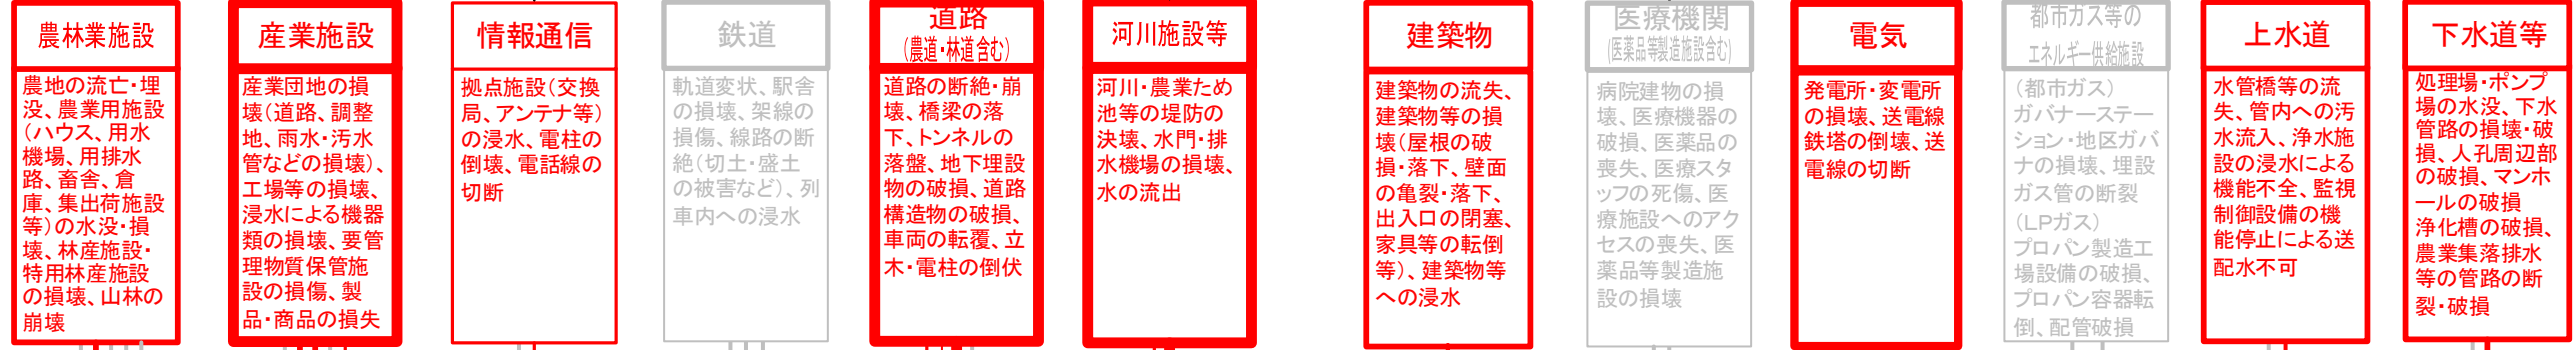 農林業施設
農地の流亡・埋
没、農業用施設
（ハウス、用水
機場、用排水
路、畜舎、倉
庫、集出荷施設
等）の水没・損
壊、林産施設・
特用林産施設
の損壊、山林の
崩壊
産業施設
産業団地の損
壊（道路、調整
地、雨水・汚水
管などの損壊）、
工場等の損壊、
浸水による機器
類の損壊、要管
理物質保管施
設の損傷、製
品・商品の損失
情報通信
拠点施設（交換
局、アンテナ等）
の浸水、電柱の
倒壊、電話線の
切断
鉄道
軌道変状、駅舎
の損壊、架線の
損傷、線路の断
絶（切土・盛土
の被害など）、列
車内への浸水
道路
（農道・林道含む）
道路の断絶・崩
壊、橋梁の落
下、トンネルの
落盤、地下埋設
物の破損、道路
構造物の破損、
車両の転覆、立
木・電柱の倒伏
河川施設等
河川・農業ため
池等の堤防の
決壊、水門・排
水機場の損壊、
水の流出
建築物
建築物の流失、
建築物等の損
壊（屋根の破
損・落下、壁面
の亀裂・落下、
出入口の閉塞、
家具等の転倒
等）、建築物等
への浸水
医療機関
（医薬品等製造施設含む）
病院建物の損
壊、医療機器の
破損、医薬品の
喪失、医療スタ
ッフの死傷、医
療施設へのアク
セスの喪失、医
薬品等製造施
設の損壊
電気
発電所・変電所
の損壊、送電線
鉄塔の倒壊、送
電線の切断
都市ガス等の
エネルギー供給施設
（都市ガス）
ガバナーステー
ション・地区ガバ
ナの損壊、埋設
ガス管の断裂
（LPガス）
プロパン製造工
場設備の破損、
プロパン容器転
倒、配管破損
上水道
水管橋等の流
失、管内への汚
水流入、浄水施
設の浸水による
機能不全、監視
制御設備の機
能停止による送
配水不可
下水道等
処理場・ポンプ
場の水没、下水
管路の損壊・破
損、人孔周辺部
の破損、マンホ
ールの破損
浄化槽の破損、
農業集落排水
等の管路の断
裂・破損